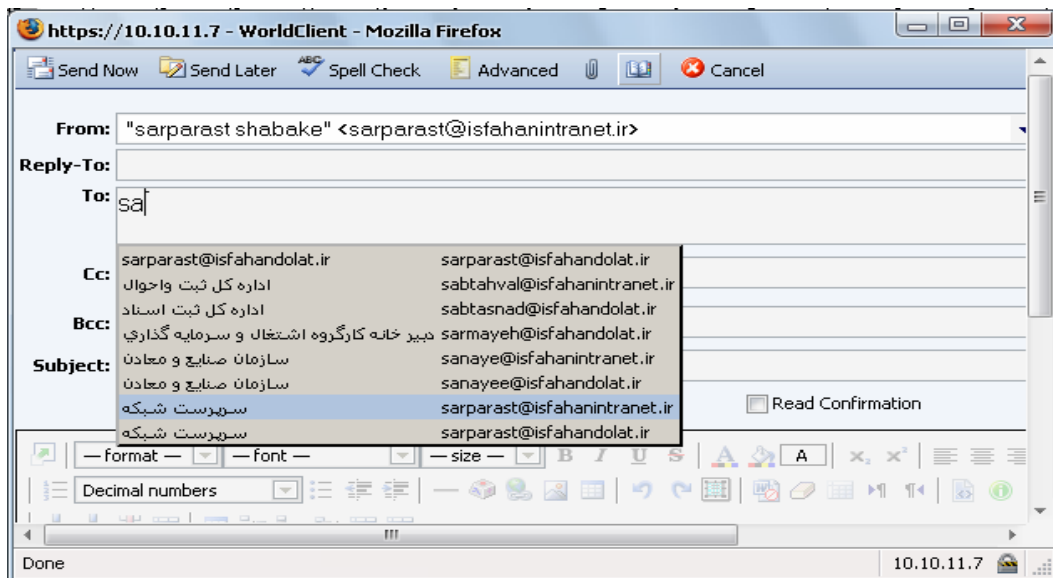 https://10.10.11.7 - WorldClient - Mozilla Firefox
Send Now Send Later ABC Spell Check Advanced Cancel
From: "sarparast shabake" <sarparast@isfahanintranet.ir>
Reply-To:
To: sa
sarparast@isfahandolat.ir sarparast@isfahandolat.ir
اداره کل ثبت واحوال sabtahval@isfahanintranet.ir
اداره کل ثبت اسناد sabtasnad@isfahandolat.ir
دبیر خانه کارگروه اشتغال و سرمایه گذاري sarmayeh@isfahandolat.ir
سازمان صنایع و معادن sanaye@isfahanintranet.ir
سازمان صنایع و معادن sanayee@isfahandolat.ir
سرپرست شبکه sarparast@isfahanintranet.ir
سرپرست شبکه sarparast@isfahandolat.ir
Cc:
Bcc:
Subject:
Read Confirmation
— format — — font — — size — B I U S A A x₂ x²
Decimal numbers
Done 10.10.11.7